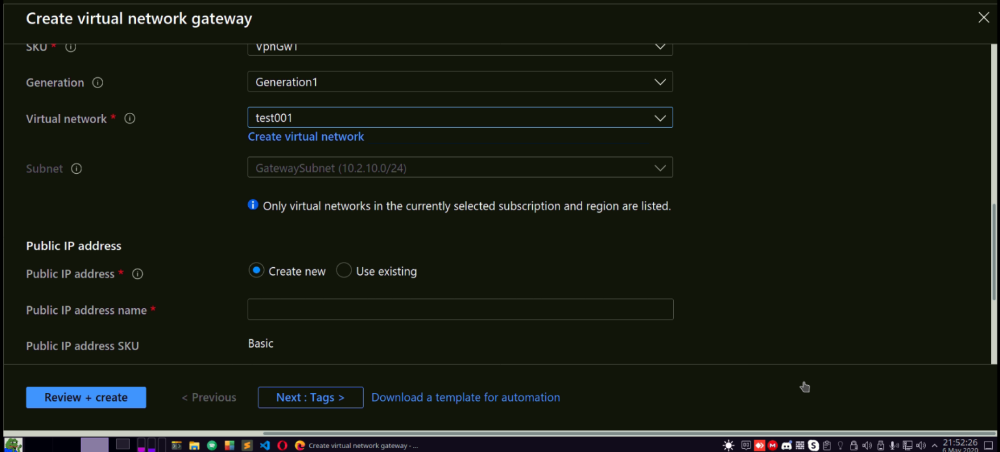 Create virtual network gateway
SKU *
VpnGw1
Generation
Generation1
Virtual network *
test001
Create virtual network
Subnet
GatewaySubnet (10.2.10.0/24)
Only virtual networks in the currently selected subscription and region are listed.
Public IP address
Public IP address *
Create new
Use existing
Public IP address name *
Public IP address SKU
Basic
Review + create
< Previous
Next : Tags >
Download a template for automation
Create virtual network gateway - ...
21:52:26
6 May 2020